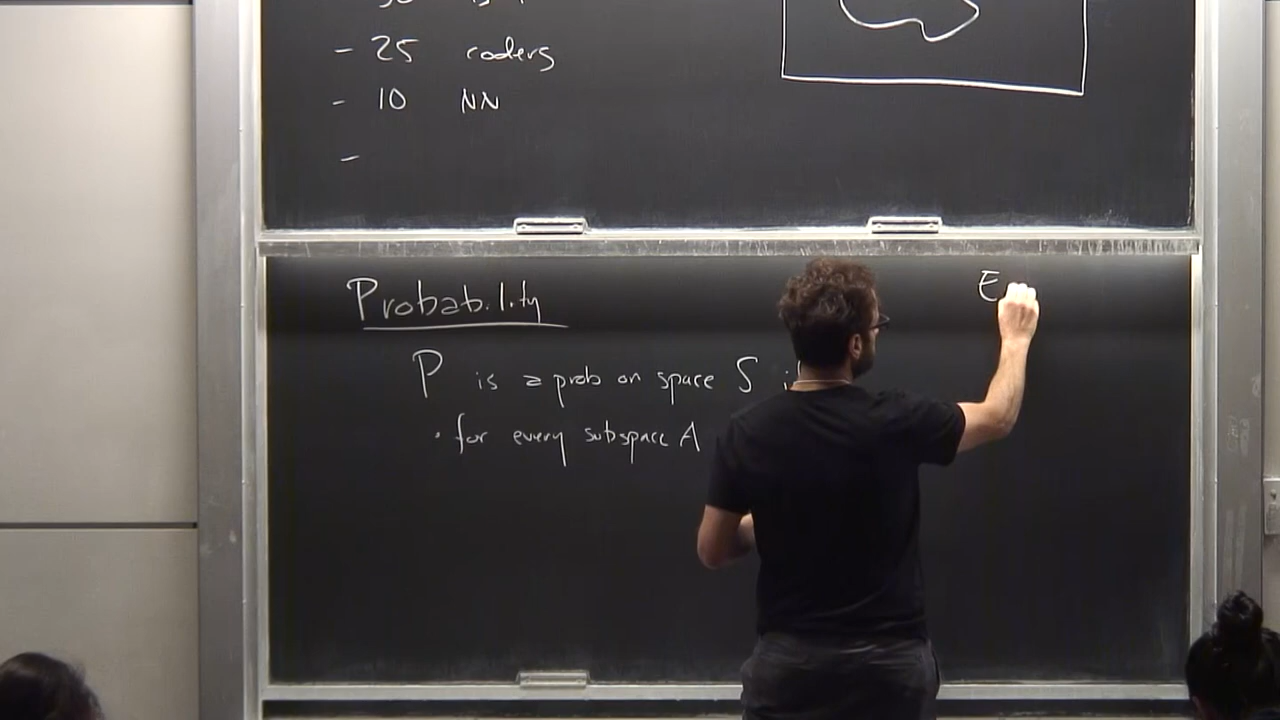 - 25 coders
- 10 NN
-
Probability
E
P is a prob on space S
· for every subspace A